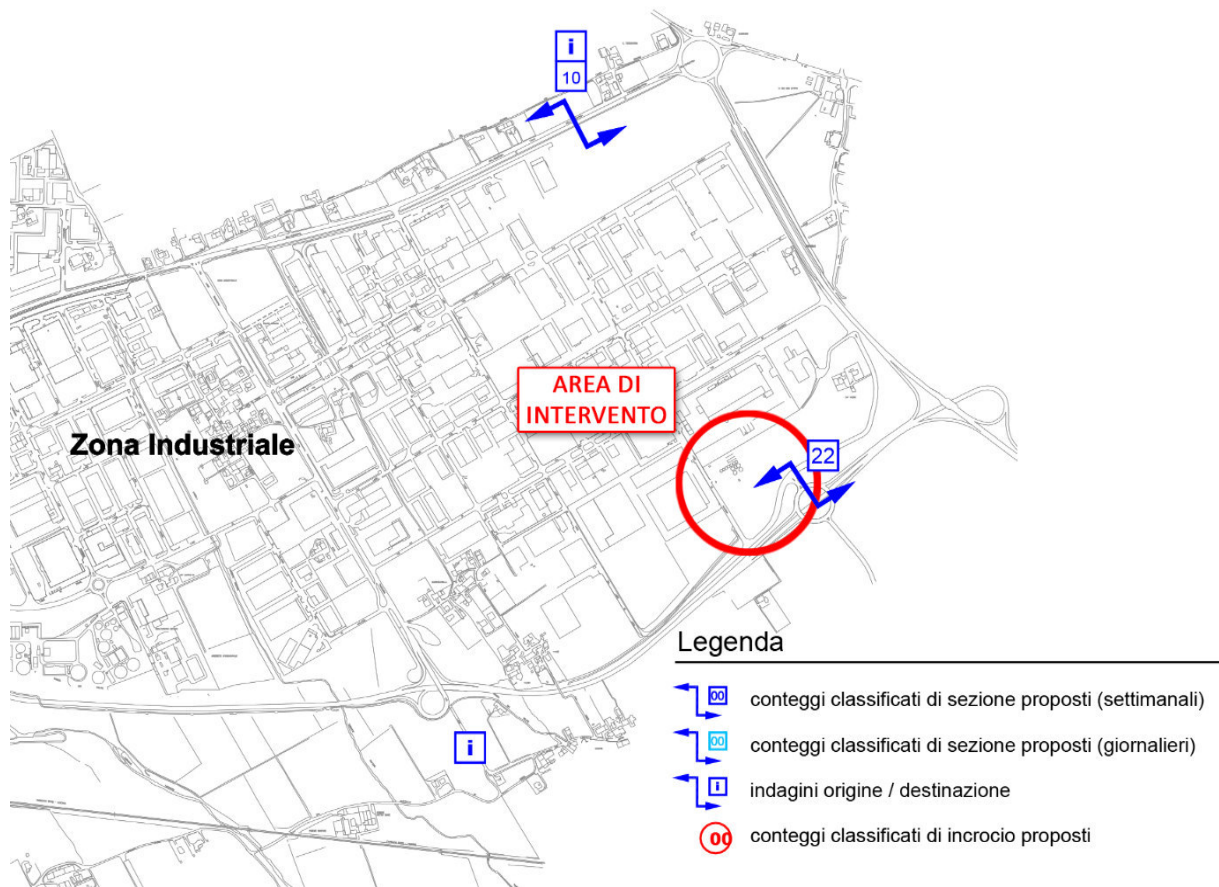 i
10
AREA DI
INTERVENTO
22
Zona Industriale
i
Legenda
00 conteggi classificati di sezione proposti (settimanali)
00 conteggi classificati di sezione proposti (giornalieri)
i indagini origine / destinazione
00 conteggi classificati di incrocio proposti